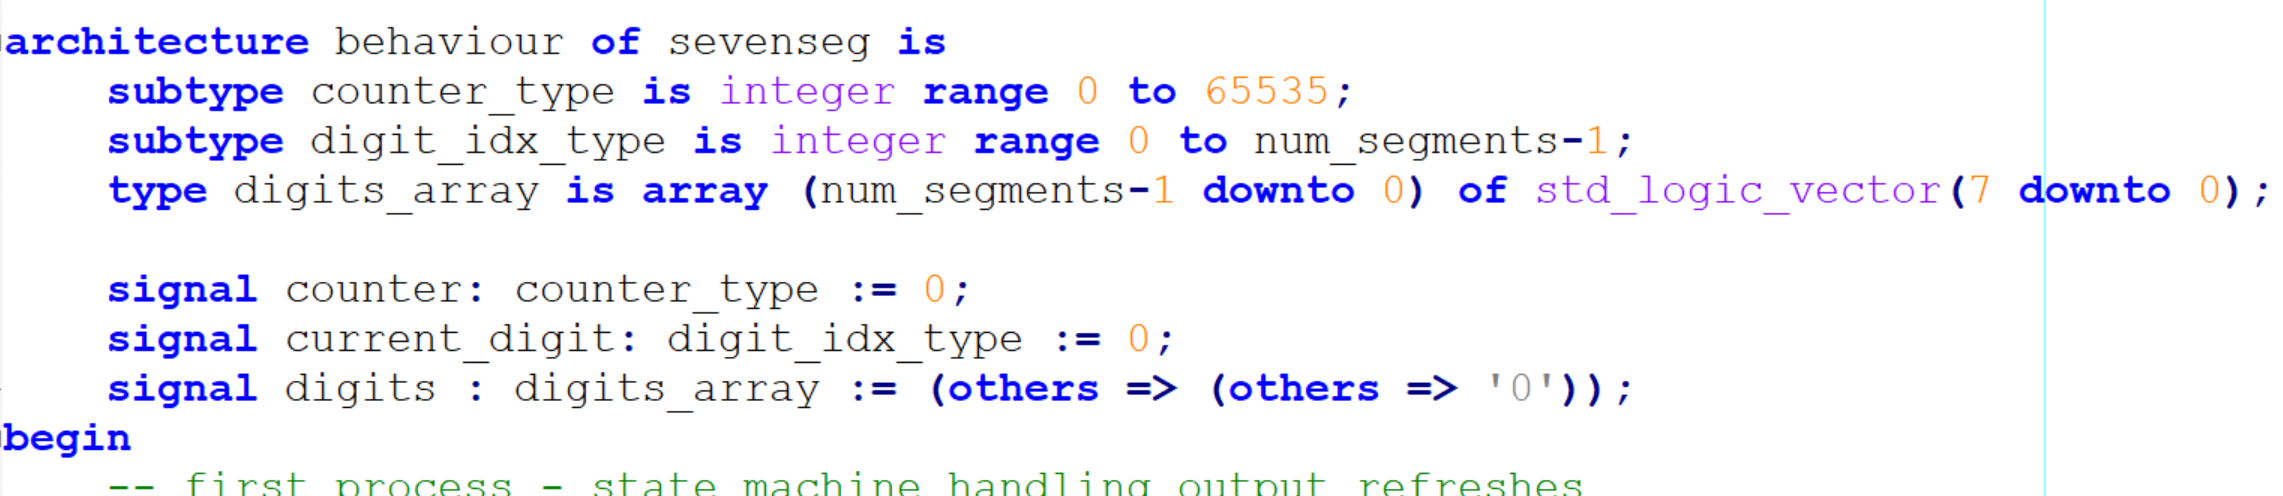 architecture behaviour of sevenseg is
    subtype counter_type is integer range 0 to 65535;
    subtype digit_idx_type is integer range 0 to num_segments-1;
    type digits_array is array (num_segments-1 downto 0) of std_logic_vector(7 downto 0);

    signal counter: counter_type := 0;
    signal current_digit: digit_idx_type := 0;
    signal digits : digits_array := (others => (others => '0'));
begin
    -- first process - state machine handling output refreshes